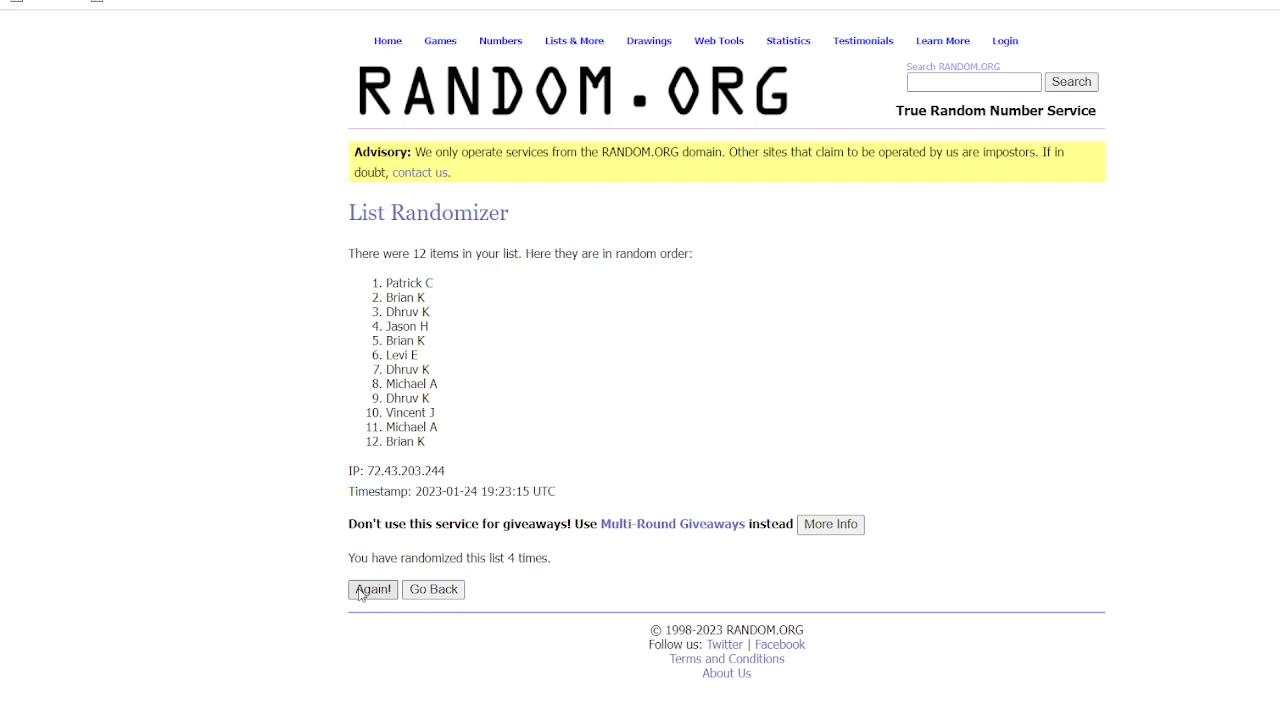 Home Games Numbers Lists & More Drawings Web Tools Statistics Testimonials Learn More Login
RANDOM.ORG
Search RANDOM.ORG
Search
True Random Number Service
Advisory: We only operate services from the RANDOM.ORG domain. Other sites that claim to be operated by us are impostors. If in
doubt, contact us.
List Randomizer
There were 12 items in your list. Here they are in random order:
1. Patrick C
2. Brian K
3. Dhruv K
4. Jason H
5. Brian K
6. Levi E
7. Dhruv K
8. Michael A
9. Dhruv K
10. Vincent J
11. Michael A
12. Brian K
IP: 72.43.203.244
Timestamp: 2023-01-24 19:23:15 UTC
Don't use this service for giveaways! Use Multi-Round Giveaways instead More Info
You have randomized this list 4 times.
Again! Go Back
© 1998-2023 RANDOM.ORG
Follow us: Twitter | Facebook
Terms and Conditions
About Us